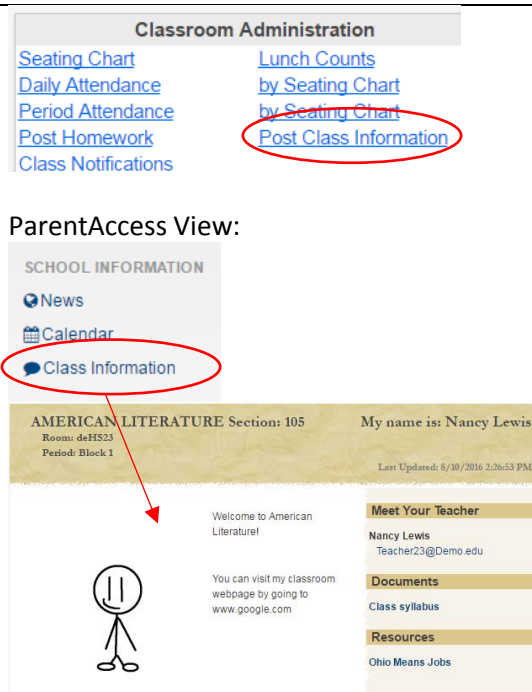 Classroom Administration
Seating Chart
Daily Attendance
Period Attendance
Post Homework
Class Notifications
Lunch Counts
by Seating Chart
by Seating Chart
Post Class Information
ParentAccess View:
SCHOOL INFORMATION
News
Calendar
Class Information
AMERICAN LITERATURE Section: 105
Room: deHS23
Period: Block 1
My name is: Nancy Lewis
Last Updated: 8/10/2016 2:26:53 PM
Welcome to American
Literature!
You can visit my classroom
webpage by going to
www.google.com
Meet Your Teacher
Nancy Lewis
Teacher23@Demo.edu
Documents
Class syllabus
Resources
Ohio Means Jobs